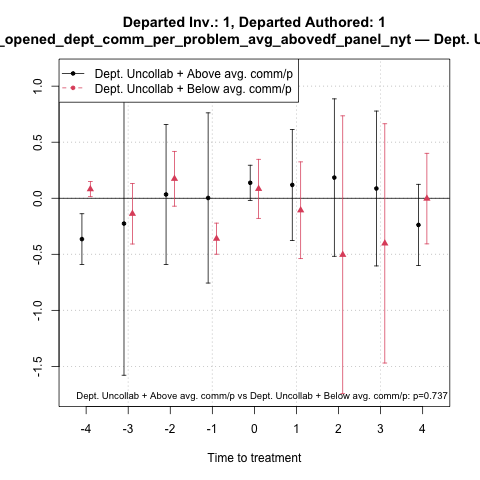 Departed Inv.: 1, Departed Authored: 1
_opened_dept_comm_per_problem_avg_abovedf_panel_nyt — Dept. U
Dept. Uncollab + Above avg. comm/p
Dept. Uncollab + Below avg. comm/p
1.0
0.5
0.0
-0.5
-1.0
-1.5
Dept. Uncollab + Above avg. comm/p vs Dept. Uncollab + Below avg. comm/p: p=0.737
-4 -3 -2 -1 0 1 2 3 4
Time to treatment